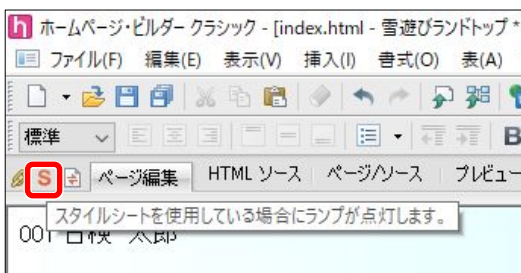 ホームページ・ビルダー クラシック - [index.html - 雪遊びランドトップ *
ファイル(F) 編集(E) 表示(V) 挿入(I) 書式(O) 表(A)
標準 B
S ページ編集 HTML ソース ページ/ソース プレビュー
スタイルシートを使用している場合にランプが点灯します。
001 日検 太郎